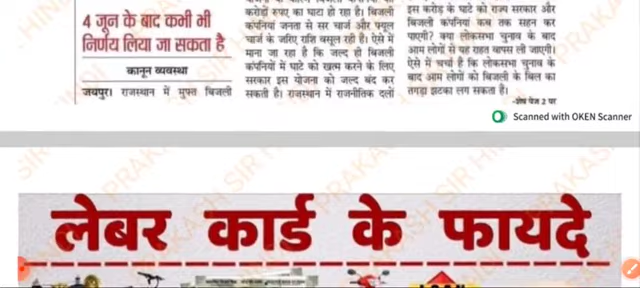 4 जून के बाद कभी भी
निर्णय लिया जा सकता है
कानून व्यवस्था
जयपुर। राजस्थान में मुफ्त बिजली
करोड़ों रुपए का घाटा हो रहा है। बिजली
कंपनियां जनता से सर चार्ज और फ्यूल
चार्ज के जरिए राशि वसूल रही है। ऐसे में
माना जा रहा है कि जल्द ही बिजली
कंपनियों में घाटे को खत्म करने के लिए
सरकार इस योजना को जल्द बंद कर
सकती है। राजस्थान में राजनीतिक दलों
इस करोड़ के घाटे को राज्य सरकार और
बिजली कंपनियां कब तक सहन कर
पाएगी? क्या लोकसभा चुनाव के बाद
आम लोगों से यह राहत वापस ली जाएगी।
ऐसे में चर्चा है कि लोकसभा चुनाव के
बाद आम लोगों को बिजली के बिल का
तगड़ा झटका लग सकता है।
-शेष पेज 2 पर
Scanned with OKEN Scanner
लेबर कार्ड के फायदे